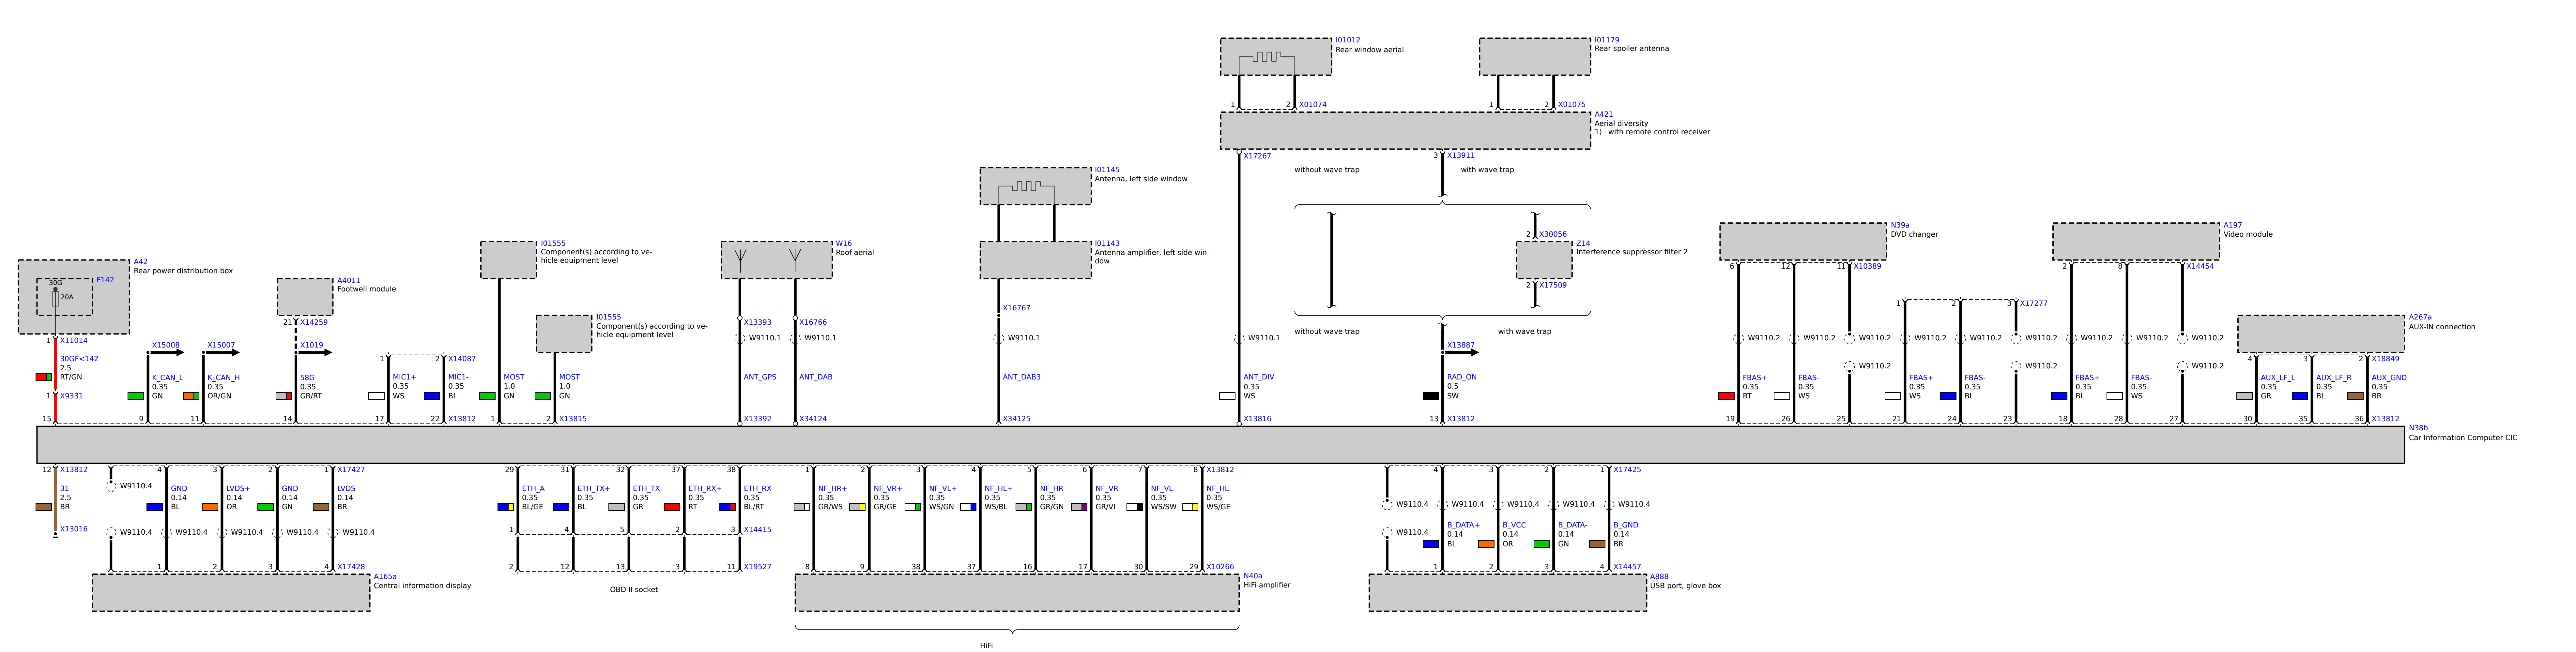 I01012
Rear window aerial
I01179
Rear spoiler antenna
1 2 X01074
1 2 X01075
A421
Aerial diversity
1) with remote control receiver
X17267
3 X13911
without wave trap
with wave trap
I01145
Antenna, left side window
2 X30056
Z14
Interference suppressor filter 2
2 X17509
without wave trap
with wave trap
N39a
DVD changer
6 12 11 X10389
A197
Video module
2 8 X14454
1 2 3 X17277
A267a
AUX-IN connection
4 3 2 X18849
A42
Rear power distribution box
F142
30G
20A
1 X11014
A4011
Footwell module
21 X14259
I01555
Component(s) according to ve-
hicle equipment level
I01555
Component(s) according to ve-
hicle equipment level
W16
Roof aerial
I01143
Antenna amplifier, left side win-
dow
X16767
X13393
X16766
W9110.1
W9110.1
W9110.1
W9110.1
W9110.2
W9110.2
W9110.2
W9110.2
W9110.2
W9110.2
W9110.2
W9110.2
W9110.2
W9110.2
W9110.2
W9110.2
X15008
X15007
X1019
1 2 X14087
X13887
30GF<142
2.5
RT/GN
1 X9331
15
K_CAN_L
0.35
GN
9
K_CAN_H
0.35
OR/GN
11
58G
0.35
GR/RT
14
MIC1+
0.35
WS
17
MIC1-
0.35
BL
22 X13812
MOST
1.0
GN
1
MOST
1.0
GN
2 X13815
ANT_GPS
X13392
ANT_DAB
X34124
ANT_DAB3
X34125
ANT_DIV
0.35
WS
X13816
RAD_ON
0.5
SW
13 X13812
FBAS+
0.35
RT
19
FBAS-
0.35
WS
26
25
FBAS+
0.35
WS
21
FBAS-
0.35
BL
24
23
FBAS+
0.35
BL
18
FBAS-
0.35
WS
28
27
AUX_LF_L
0.35
GR
30
AUX_LF_R
0.35
BL
35
AUX_GND
0.35
BR
36 X13812
N38b
Car Information Computer CIC
12 X13812
31
2.5
BR
X13016
W9110.4
4
GND
0.14
BL
3
LVDS+
0.14
OR
2
GND
0.14
GN
1 X17427
LVDS-
0.14
BR
W9110.4
W9110.4
W9110.4
W9110.4
W9110.4
1 2 3 4 X17428
A165a
Central information display
29
ETH_A
0.35
BL/GE
31
ETH_TX+
0.35
BL
32
ETH_TX-
0.35
GR
37
ETH_RX+
0.35
RT
38
ETH_RX-
0.35
BL/RT
1 4 5 2 3 X14415
2 12 13 3 11 X19527
OBD II socket
1
NF_HR+
0.35
GR/WS
2
NF_VR+
0.35
GR/GE
3
NF_VL+
0.35
WS/GN
4
NF_HL+
0.35
WS/BL
5
NF_HR-
0.35
GR/GN
6
NF_VR-
0.35
GR/VI
7
NF_VL-
0.35
WS/SW
8 X13812
NF_HL-
0.35
WS/GE
8 9 38 37 16 17 30 29 X10266
N40a
HiFi amplifier
HiFi
4 3 2 1 X17425
W9110.4
W9110.4
W9110.4
W9110.4
W9110.4
W9110.4
B_DATA+
0.14
BL
B_VCC
0.14
OR
B_DATA-
0.14
GN
B_GND
0.14
BR
1 2 3 4 X14457
A888
USB port, glove box